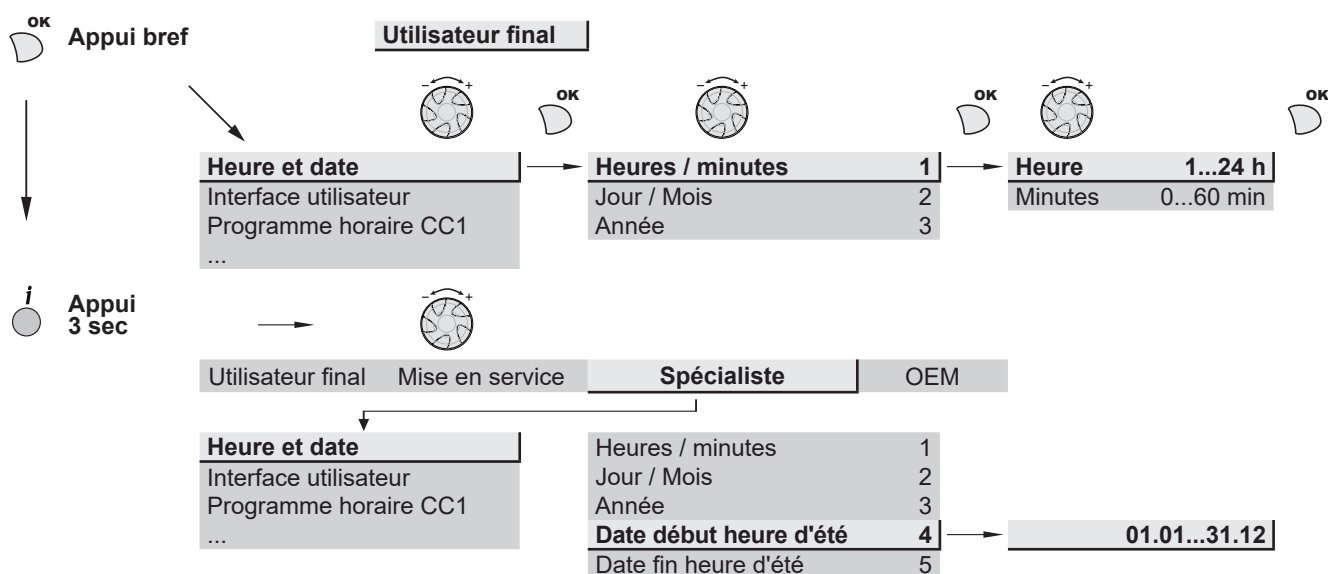 OK
Appui bref
Utilisateur final
- +
OK
- +
OK
- +
OK
Heure et date
Interface utilisateur
Programme horaire CC1
...
Heures / minutes 1
Jour / Mois 2
Année 3
Heure 1...24 h
Minutes 0...60 min
i
Appui
3 sec
- +
Utilisateur final Mise en service Spécialiste OEM
Heure et date
Interface utilisateur
Programme horaire CC1
...
Heures / minutes 1
Jour / Mois 2
Année 3
Date début heure d'été 4
Date fin heure d'été 5
01.01...31.12